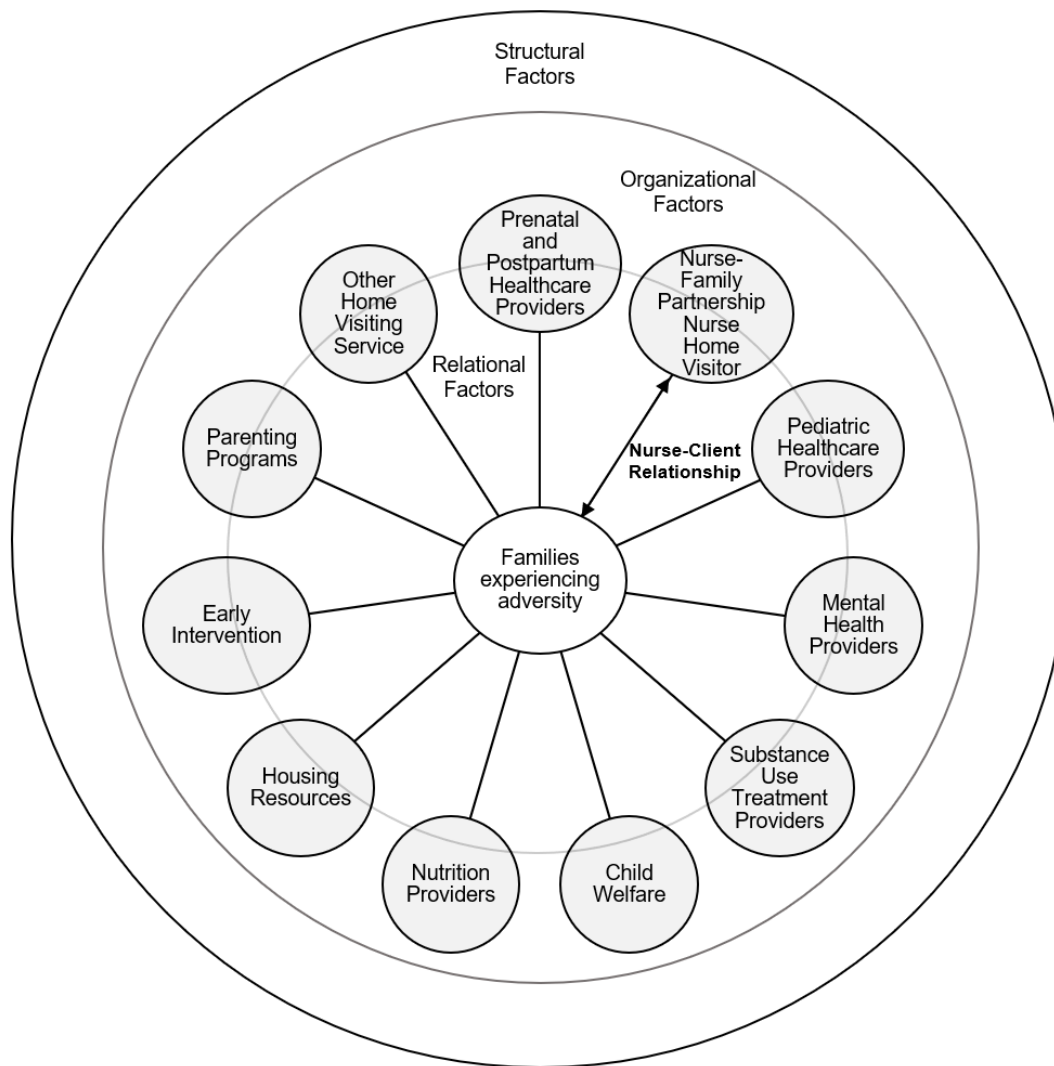 Structural
Factors
Organizational
Factors
Prenatal
and
Postpartum
Healthcare
Providers
Nurse-
Family
Partnership
Nurse
Home
Visitor
Other
Home
Visiting
Service
Relational
Factors
Pediatric
Healthcare
Providers
Parenting
Programs
Nurse-Client
Relationship
Families
experiencing
adversity
Early
Intervention
Mental
Health
Providers
Housing
Resources
Substance
Use
Treatment
Providers
Nutrition
Providers
Child
Welfare